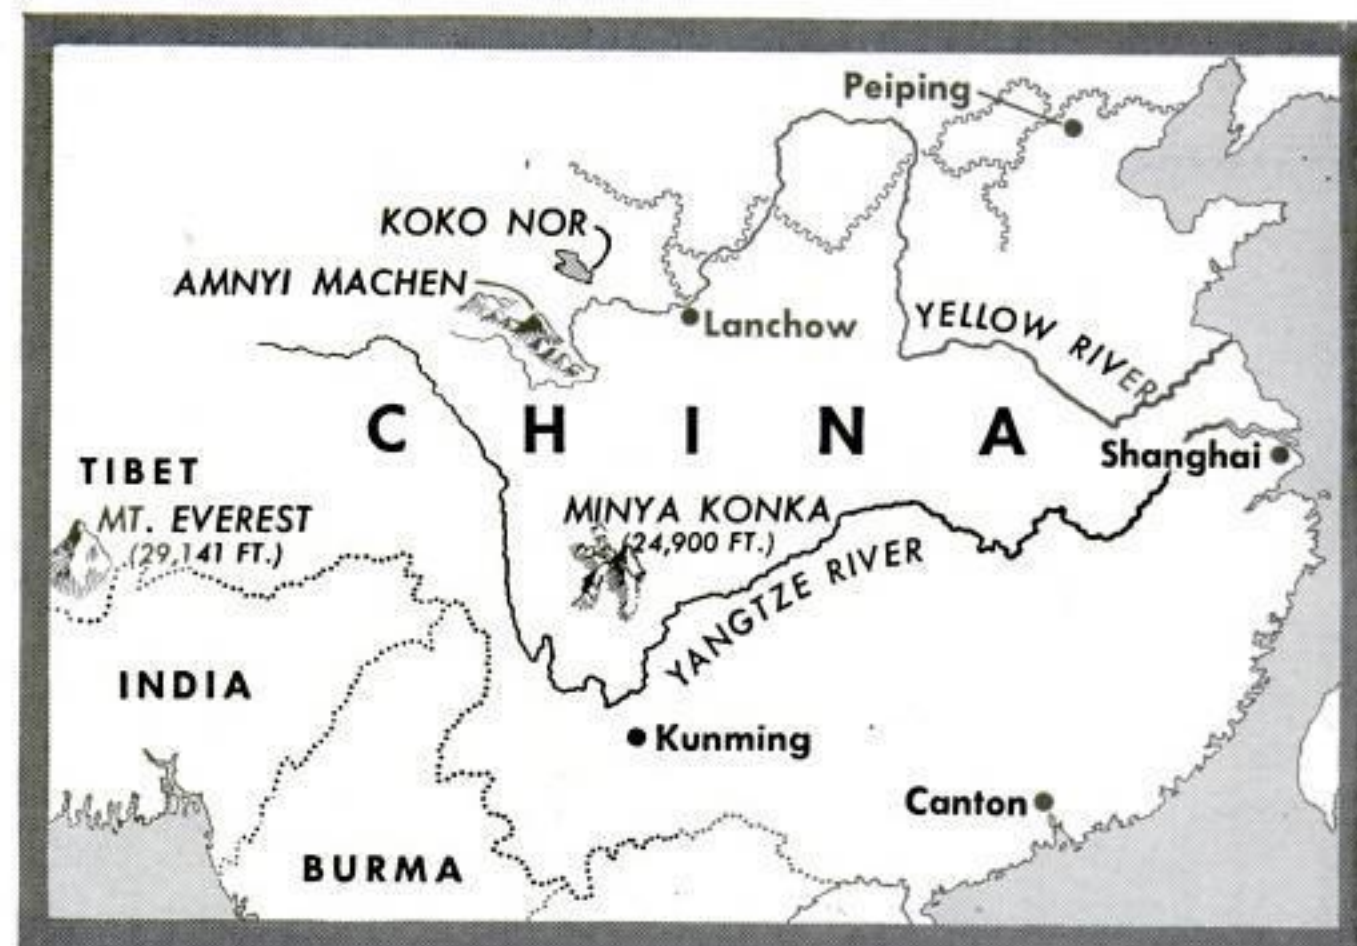 Peiping
KOKO NOR
AMNYI MACHEN
Lanchow
YELLOW RIVER
CHINA
Shanghai
TIBET
MT. EVEREST
(29,141 FT.)
MINYA KONKA
(24,900 FT.)
YANGTZE RIVER
INDIA
Kunming
Canton
BURMA